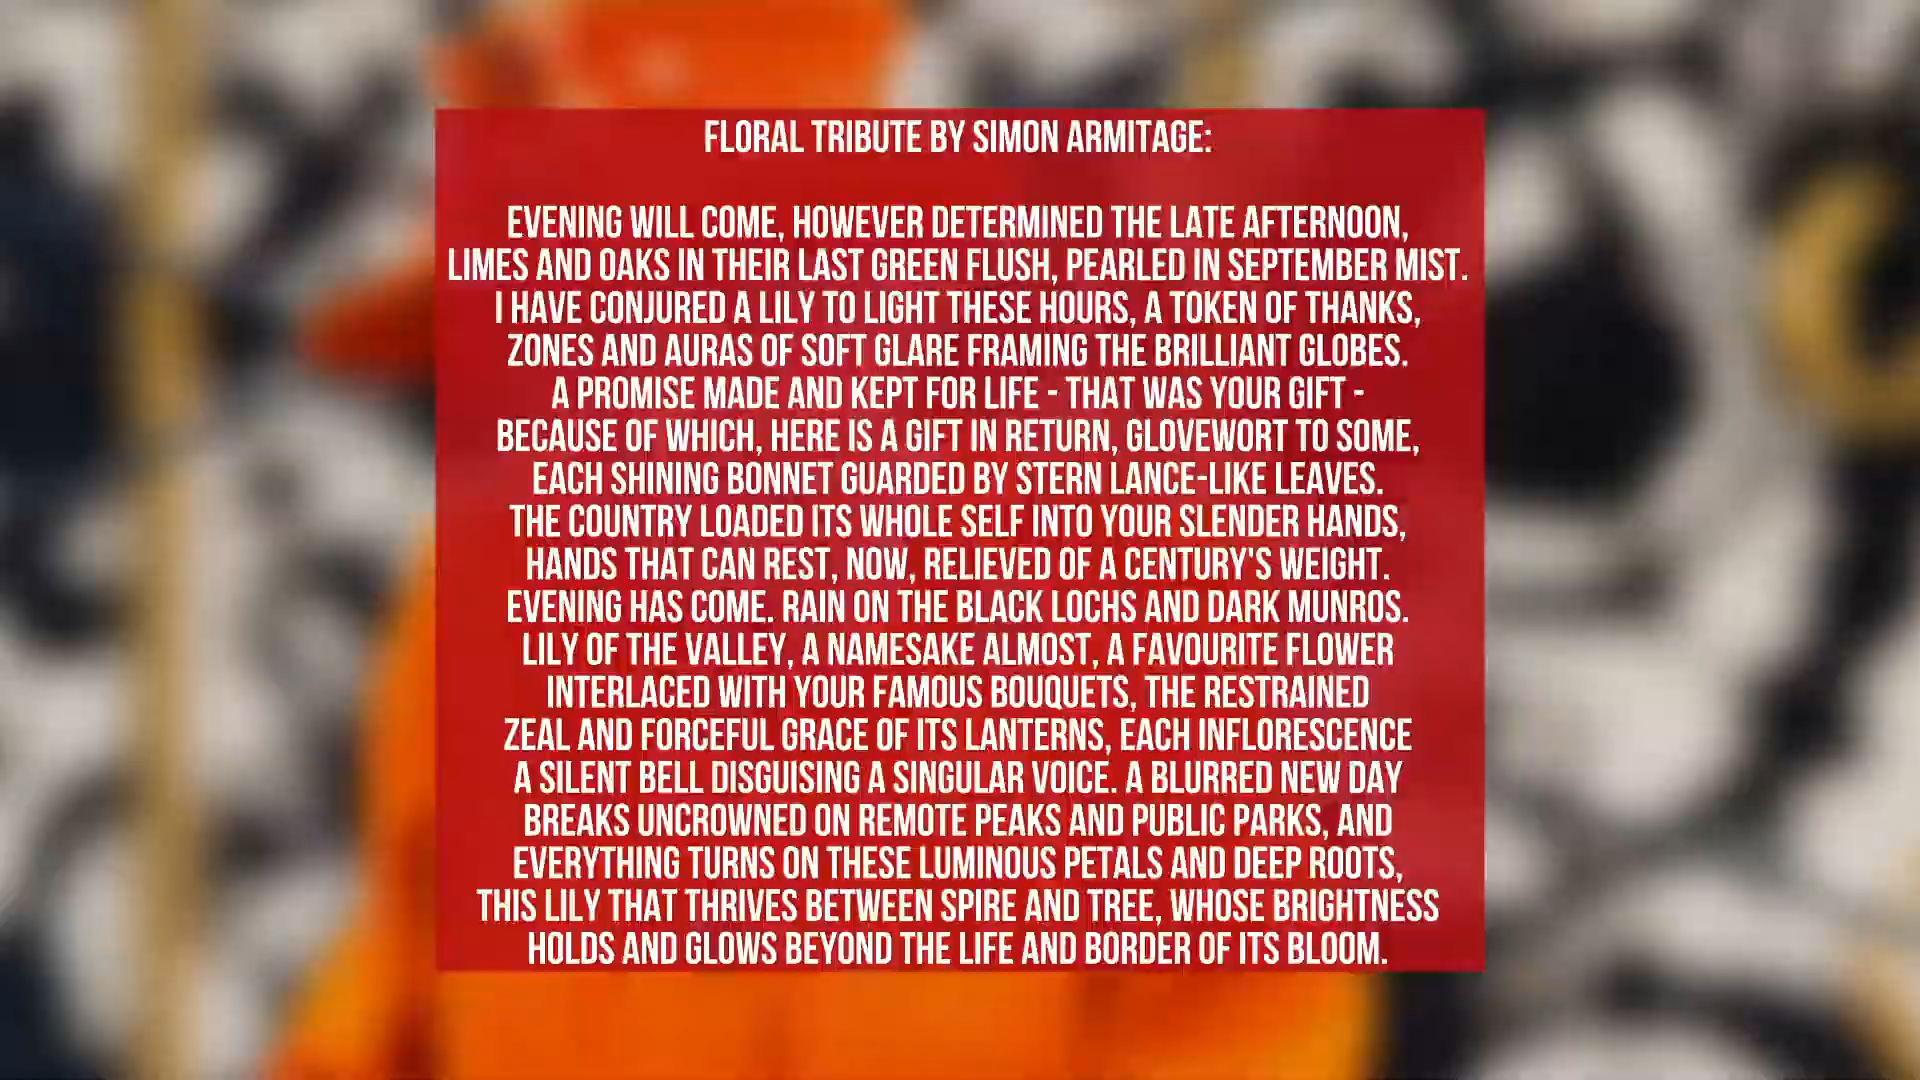 FLORAL TRIBUTE BY SIMON ARMITAGE:
EVENING WILL COME, HOWEVER DETERMINED THE LATE AFTERNOON,
LIMES AND OAKS IN THEIR LAST GREEN FLUSH, PEARLED IN SEPTEMBER MIST.
I HAVE CONJURED A LILY TO LIGHT THESE HOURS, A TOKEN OF THANKS,
ZONES AND AURAS OF SOFT GLARE FRAMING THE BRILLIANT GLOBES.
A PROMISE MADE AND KEPT FOR LIFE - THAT WAS YOUR GIFT -
BECAUSE OF WHICH, HERE IS A GIFT IN RETURN, GLOVEWORT TO SOME,
EACH SHINING BONNET GUARDED BY STERN LANCE-LIKE LEAVES.
THE COUNTRY LOADED ITS WHOLE SELF INTO YOUR SLENDER HANDS,
HANDS THAT CAN REST, NOW, RELIEVED OF A CENTURY'S WEIGHT.
EVENING HAS COME. RAIN ON THE BLACK LOCHS AND DARK MUNROS.
LILY OF THE VALLEY, A NAMESAKE ALMOST, A FAVOURITE FLOWER
INTERLACED WITH YOUR FAMOUS BOUQUETS, THE RESTRAINED
ZEAL AND FORCEFUL GRACE OF ITS LANTERNS, EACH INFLORESCENCE
A SILENT BELL DISGUISING A SINGULAR VOICE. A BLURRED NEW DAY
BREAKS UNCROWNED ON REMOTE PEAKS AND PUBLIC PARKS, AND
EVERYTHING TURNS ON THESE LUMINOUS PETALS AND DEEP ROOTS,
THIS LILY THAT THRIVES BETWEEN SPIRE AND TREE, WHOSE BRIGHTNESS
HOLDS AND GLOWS BEYOND THE LIFE AND BORDER OF ITS BLOOM.